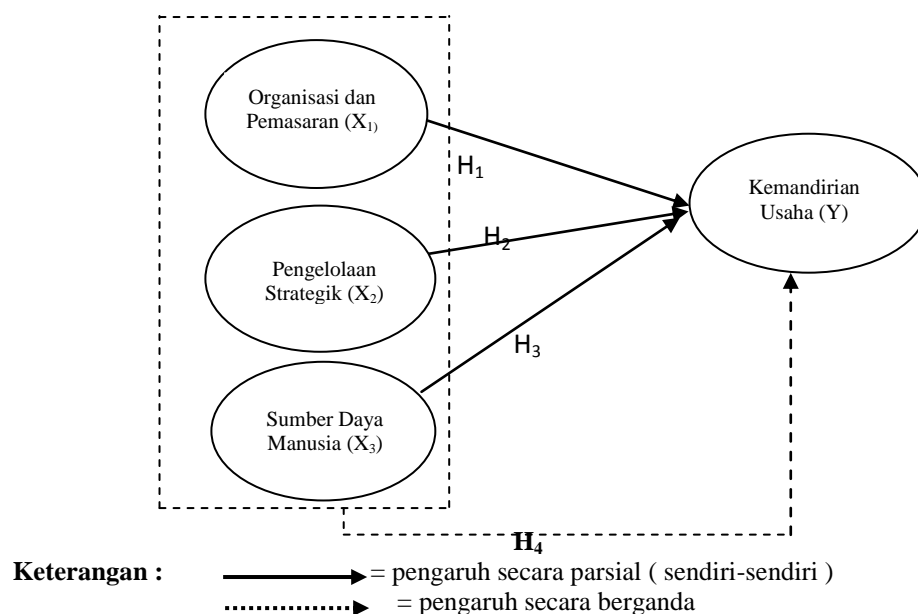 Organisasi dan
Pemasaran (X₁)
H₁
Kemandirian
Usaha (Y)
H₂
Pengelolaan
Strategik (X₂)
H₃
Sumber Daya
Manusia (X₃)
H₄
Keterangan :
= pengaruh secara parsial ( sendiri-sendiri )
= pengaruh secara berganda